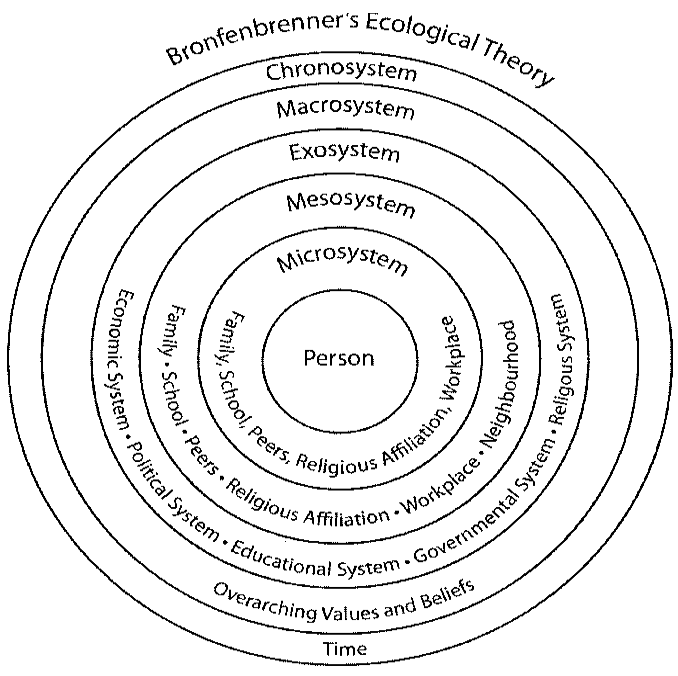 Bronfenbrenner's Ecological Theory
Chronosystem
Macrosystem
Exosystem
Mesosystem
Microsystem
Person
Family, School, Peers, Religious Affiliation, Workplace
Family • School • Peers • Religious Affiliation • Workplace • Neighbourhood
Economic System • Political System • Educational System • Governmental System • Religous System
Overarching Values and Beliefs
Time